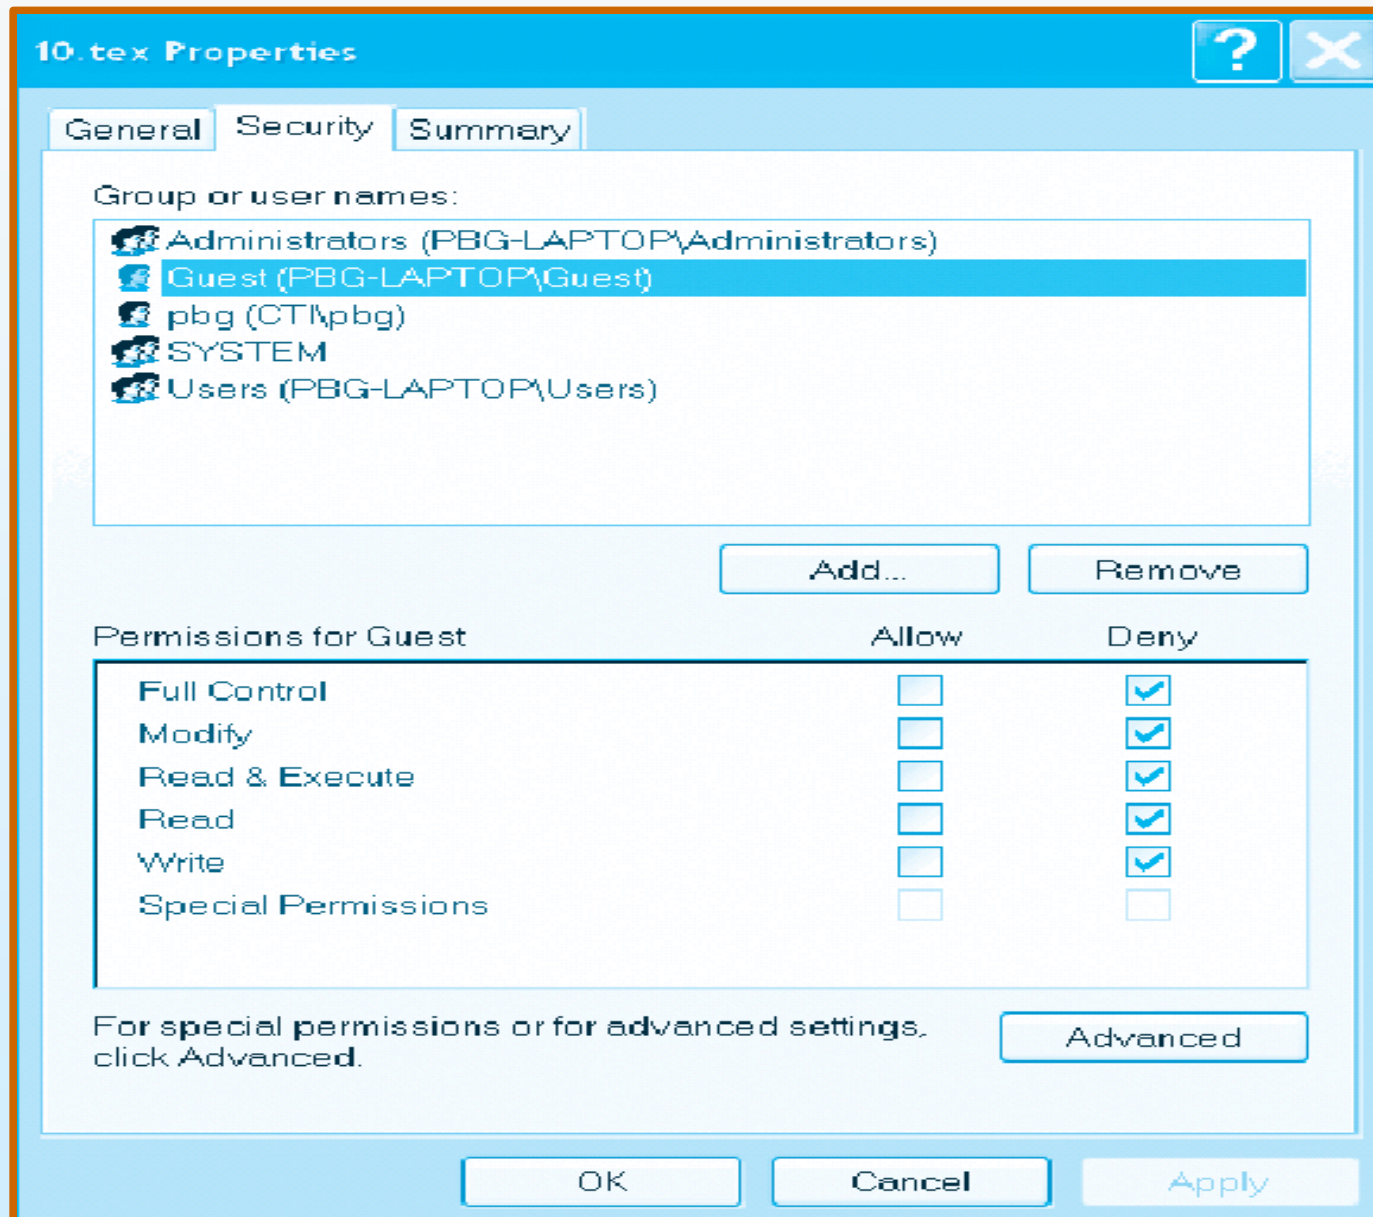 10.tex Properties
?
General Security Summary
Group or user names:
Administrators (PBG-LAPTOP\Administrators)
Guest (PBG-LAPTOP\Guest)
pbg (CTI\pbg)
SYSTEM
Users (PBG-LAPTOP\Users)
Add... Remove
Permissions for Guest Allow Deny
Full Control
Modify
Read & Execute
Read
Write
Special Permissions
For special permissions or for advanced settings,
click Advanced.
Advanced
OK Cancel Apply